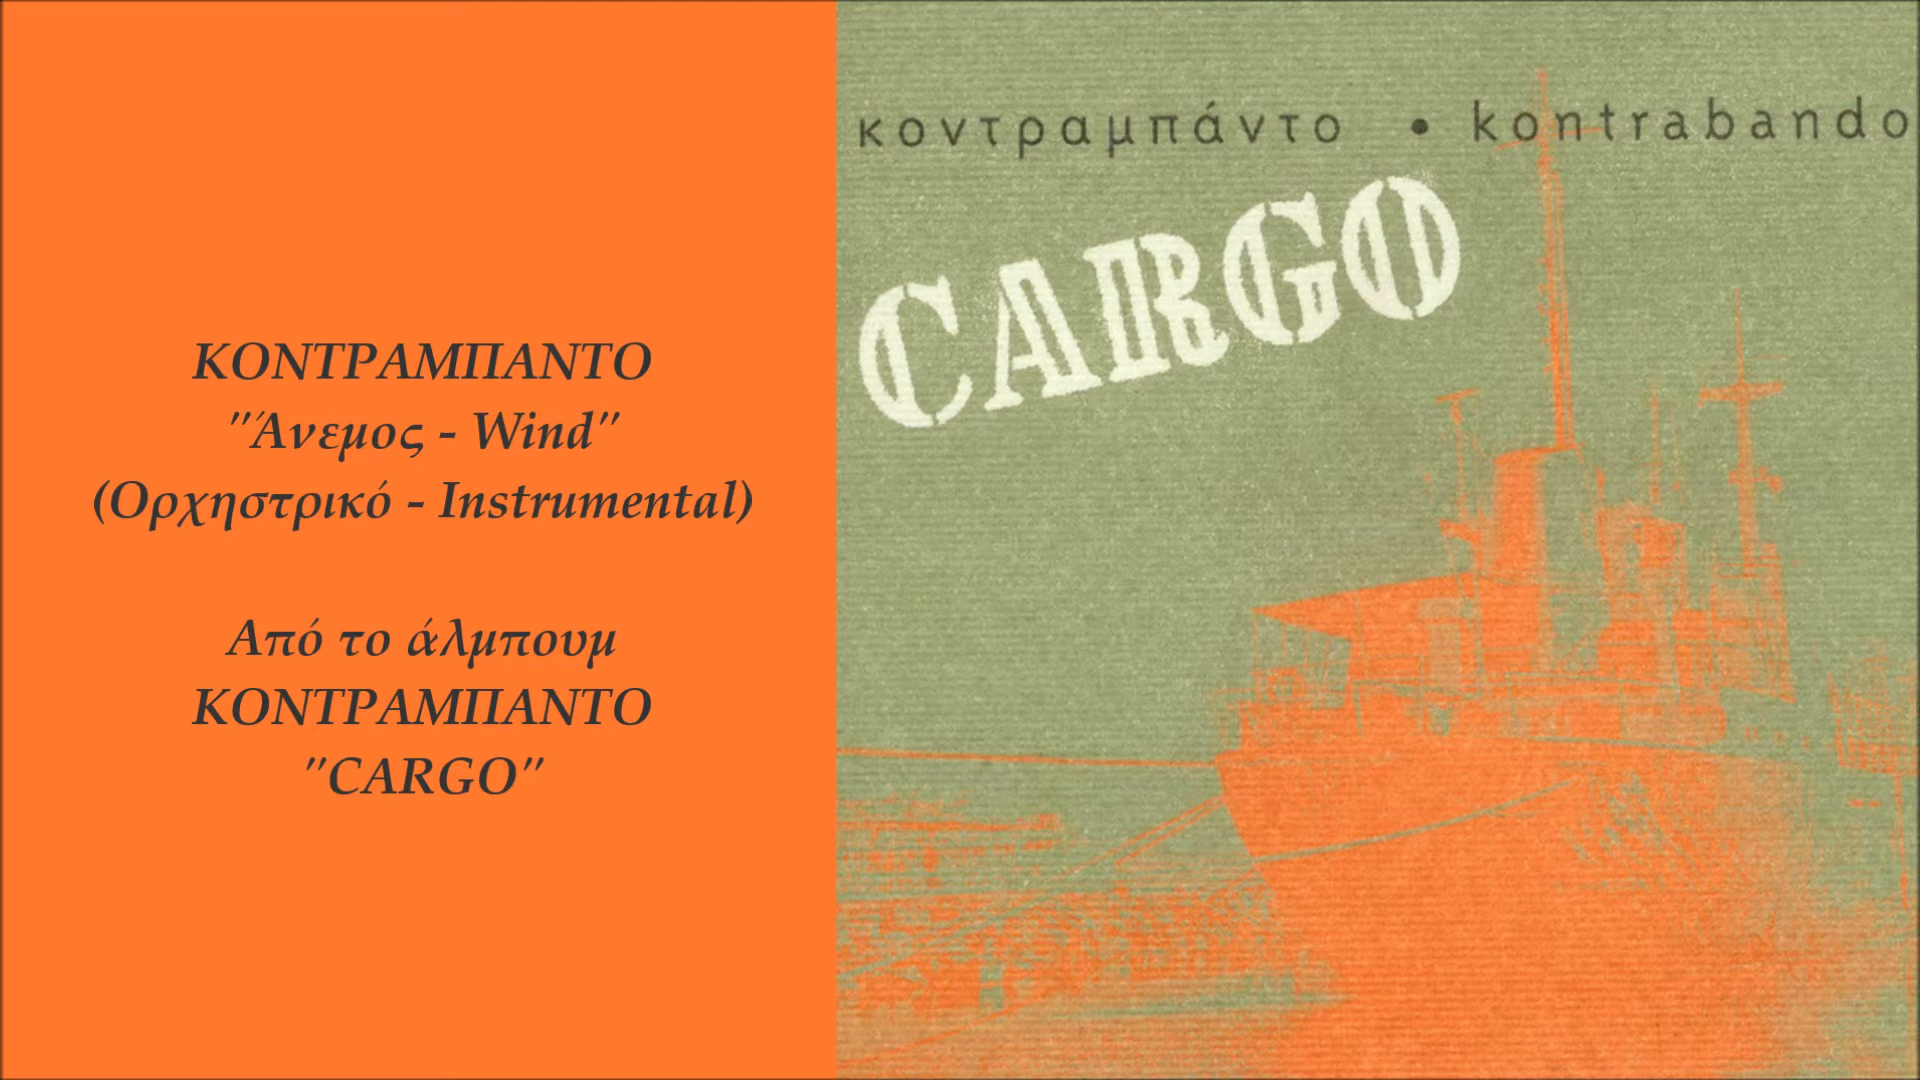 ΚΟΝΤΡΑΜΠΑΝΤΟ
"Άνεμος - Wind"
(Ορχηστρικό - Instrumental)
Από το άλμπουμ
ΚΟΝΤΡΑΜΠΑΝΤΟ
"CARGO"
κοντραμπάντο • kontrabando
CARGO